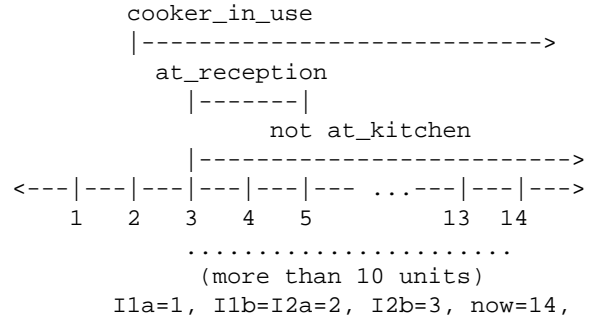 cooker_in_use
|---------------------------->
at_reception
|-------|
not at_kitchen
|-------------------------->
<---|---|---|---|---|--- ...---|---|--->
1 2 3 4 5 13 14
.......................
(more than 10 units)
I1a=1, I1b=I2a=2, I2b=3, now=14,